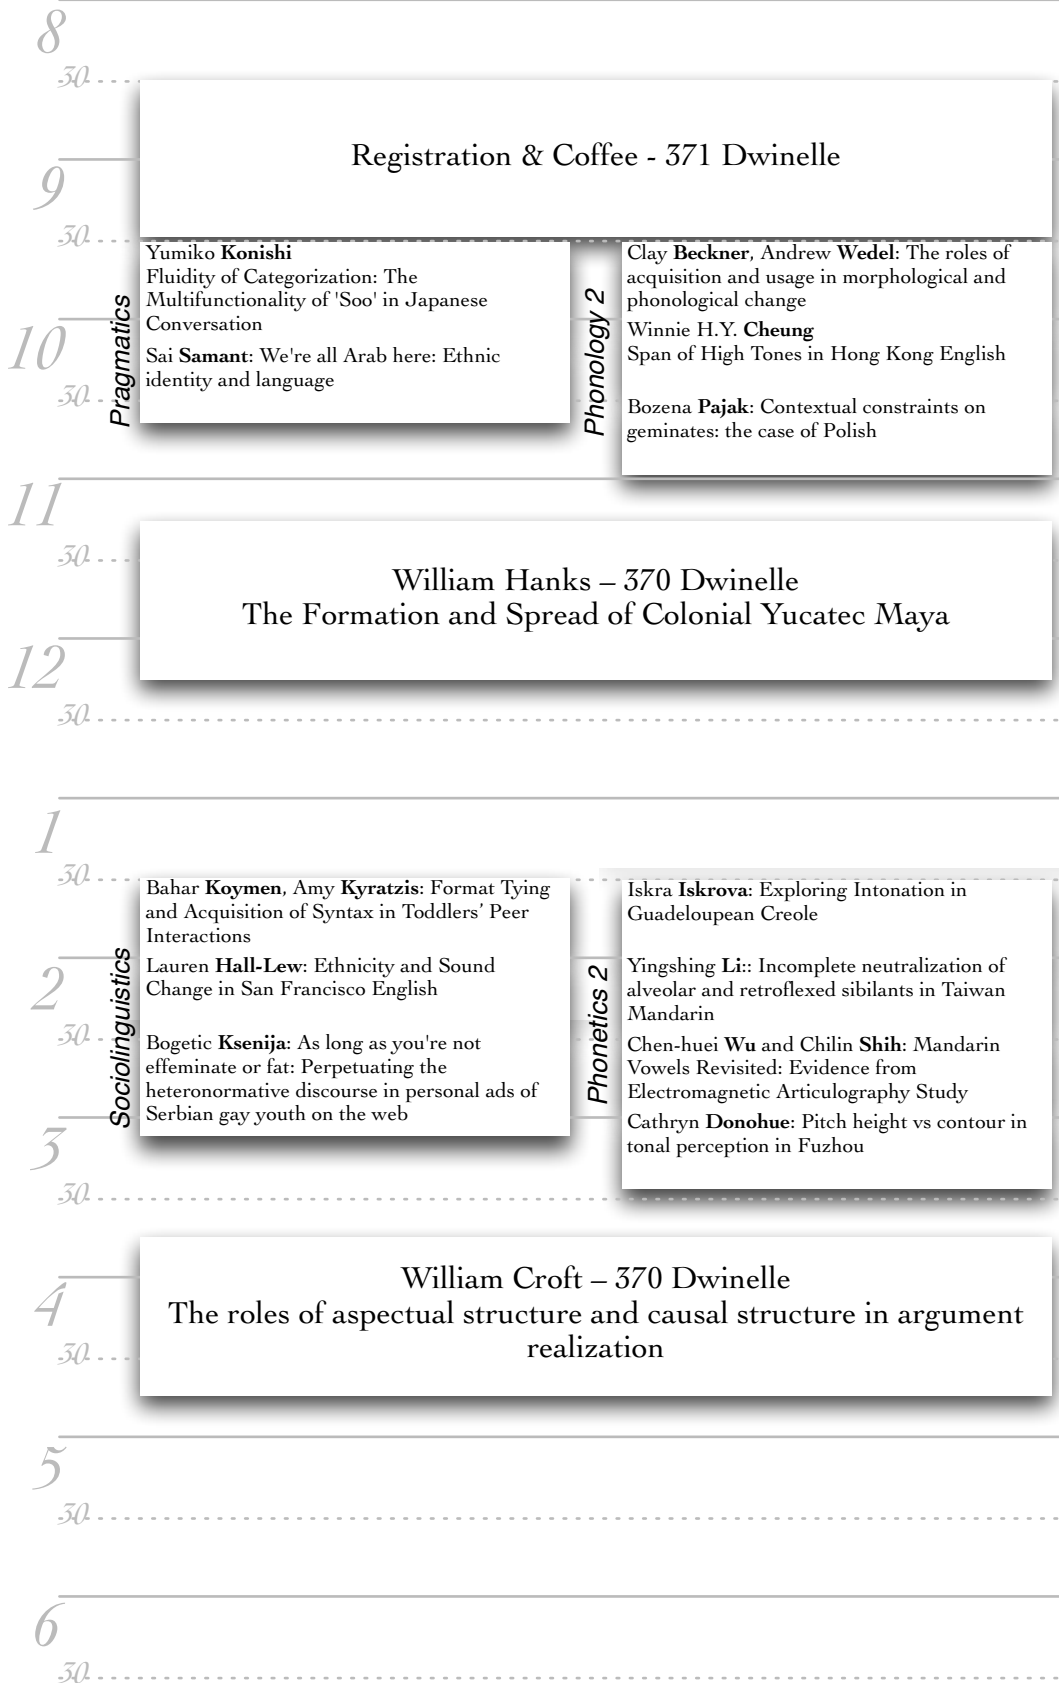 8
30
Registration & Coffee - 371 Dwinelle
9
30
Pragmatics
Yumiko Konishi
Fluidity of Categorization: The
Multifunctionality of 'Soo' in Japanese
Conversation
Sai Samant: We're all Arab here: Ethnic
identity and language
Phonology 2
Clay Beckner, Andrew Wedel: The roles of
acquisition and usage in morphological and
phonological change
Winnie H.Y. Cheung
Span of High Tones in Hong Kong English
Bozena Pajak: Contextual constraints on
geminates: the case of Polish
10
30
11
30
William Hanks – 370 Dwinelle
The Formation and Spread of Colonial Yucatec Maya
12
30
1
30
Sociolinguistics
Bahar Koymen, Amy Kyratzis: Format Tying
and Acquisition of Syntax in Toddlers’ Peer
Interactions
Lauren Hall-Lew: Ethnicity and Sound
Change in San Francisco English
Bogetic Ksenija: As long as you're not
effeminate or fat: Perpetuating the
heteronormative discourse in personal ads of
Serbian gay youth on the web
Phonetics 2
Iskra Iskrova: Exploring Intonation in
Guadeloupean Creole
Yingshing Li:: Incomplete neutralization of
alveolar and retroflexed sibilants in Taiwan
Mandarin
Chen-huei Wu and Chilin Shih: Mandarin
Vowels Revisited: Evidence from
Electromagnetic Articulography Study
Cathryn Donohue: Pitch height vs contour in
tonal perception in Fuzhou
2
30
3
30
William Croft – 370 Dwinelle
The roles of aspectual structure and causal structure in argument
realization
4
30
5
30
6
30